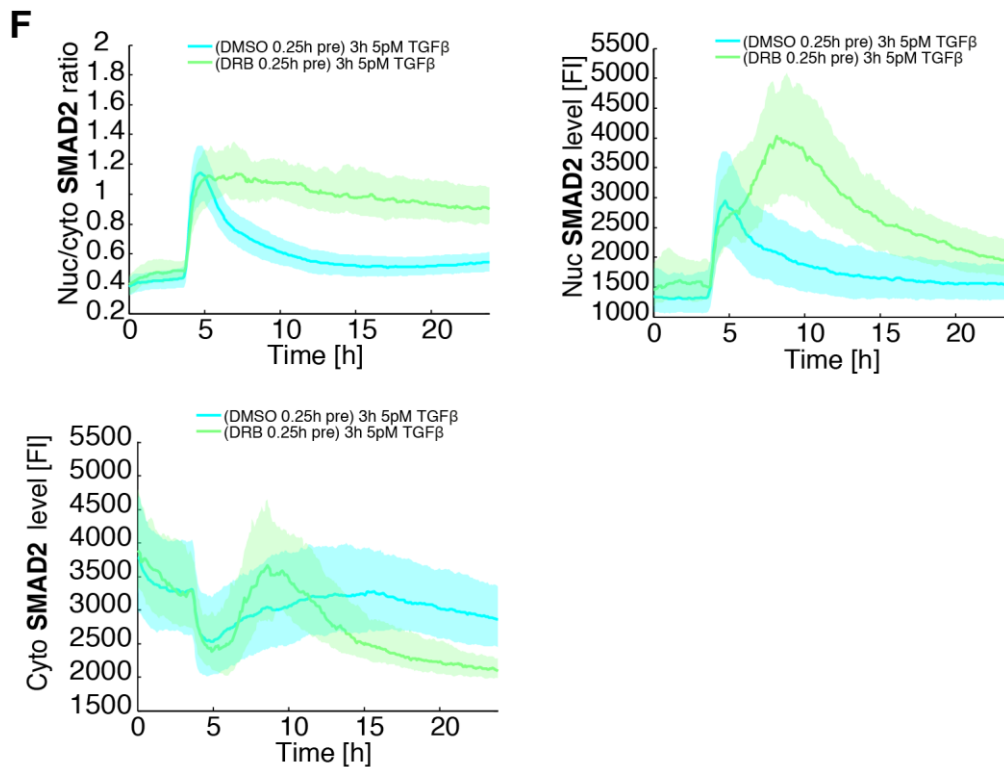 F
(DMSO 0.25h pre) 3h 5pM TGFβ
(DRB 0.25h pre) 3h 5pM TGFβ
Nuc/cyto SMAD2 ratio
2
1.8
1.6
1.4
1.2
1
0.8
0.6
0.4
0.2
0 5 10 15 20
Time [h]
(DMSO 0.25h pre) 3h 5pM TGFβ
(DRB 0.25h pre) 3h 5pM TGFβ
Nuc SMAD2 level [FI]
5500
5000
4500
4000
3500
3000
2500
2000
1500
1000
0 5 10 15 20
Time [h]
(DMSO 0.25h pre) 3h 5pM TGFβ
(DRB 0.25h pre) 3h 5pM TGFβ
Cyto SMAD2 level [FI]
5500
5000
4500
4000
3500
3000
2500
2000
1500
0 5 10 15 20
Time [h]